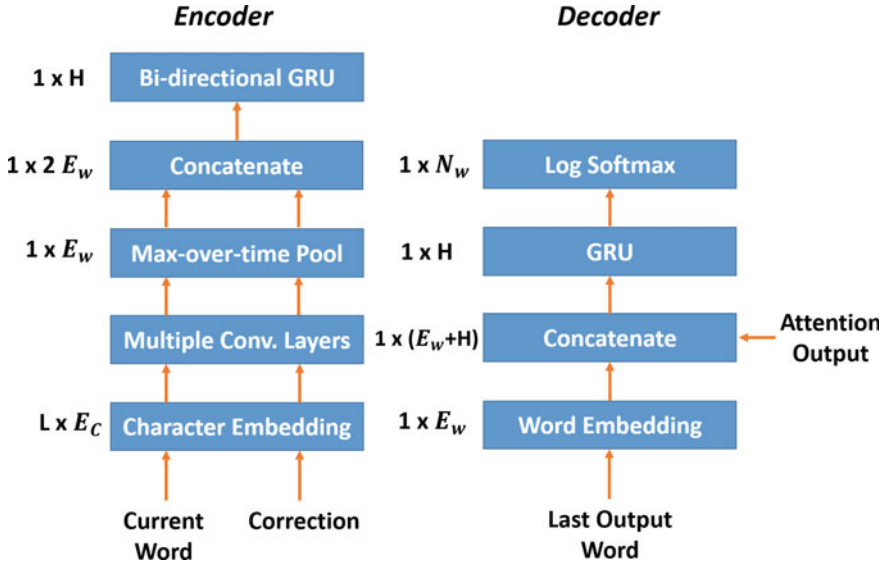 Encoder
1 x H
Bi-directional GRU
1 x 2 E_w
Concatenate
1 x E_w
Max-over-time Pool
Multiple Conv. Layers
L x E_C
Character Embedding
Current
Word
Correction
Decoder
1 x N_w
Log Softmax
1 x H
GRU
1 x (E_w+H)
Concatenate
Attention
Output
1 x E_w
Word Embedding
Last Output
Word